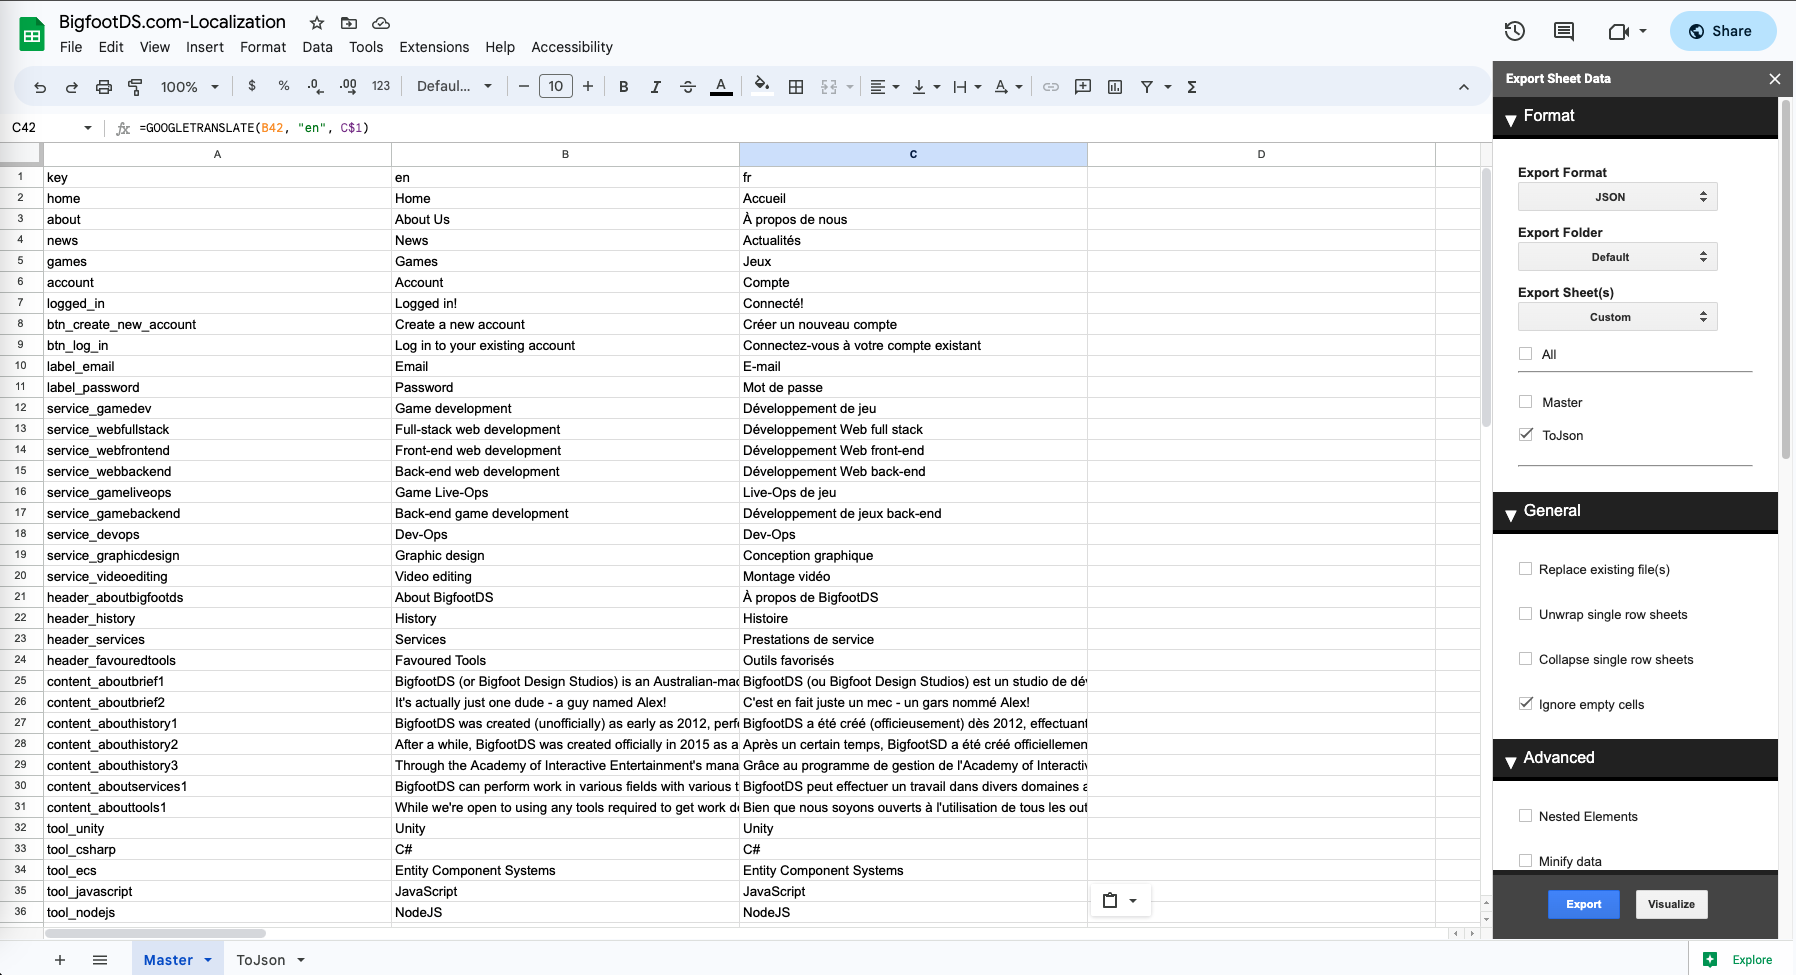 BigfootDS.com-Localization
File Edit View Insert Format Data Tools Extensions Help Accessibility
Share
100% $ % .0 .00 123 Defaul... 10 B I A Σ
C42 fx =GOOGLETRANSLATE(B42, "en", C$1)
A B C D
1 key en fr
2 home Home Accueil
3 about About Us À propos de nous
4 news News Actualités
5 games Games Jeux
6 account Account Compte
7 logged_in Logged in! Connecté!
8 btn_create_new_account Create a new account Créer un nouveau compte
9 btn_log_in Log in to your existing account Connectez-vous à votre compte existant
10 label_email Email E-mail
11 label_password Password Mot de passe
12 service_gamedev Game development Développement de jeu
13 service_webfullstack Full-stack web development Développement Web full stack
14 service_webfrontend Front-end web development Développement Web front-end
15 service_webbackend Back-end web development Développement Web back-end
16 service_gameliveops Game Live-Ops Live-Ops de jeu
17 service_gamebackend Back-end game development Développement de jeux back-end
18 service_devops Dev-Ops Dev-Ops
19 service_graphicdesign Graphic design Conception graphique
20 service_videoediting Video editing Montage vidéo
21 header_aboutbigfootds About BigfootDS À propos de BigfootDS
22 header_history History Histoire
23 header_services Services Prestations de service
24 header_favouredtools Favoured Tools Outils favorisés
25 content_aboutbrief1 BigfootDS (or Bigfoot Design Studios) is an Australian-mad BigfootDS (ou Bigfoot Design Studios) est un studio de dév
26 content_aboutbrief2 It's actually just one dude - a guy named Alex! C'est en fait juste un mec - un gars nommé Alex!
27 content_abouthistory1 BigfootDS was created (unofficially) as early as 2012, perf BigfootDS a été créé (officieusement) dès 2012, effectuant
28 content_abouthistory2 After a while, BigfootDS was created officially in 2015 as a Après un certain temps, BigfootSD a été créé officiellemen
29 content_abouthistory3 Through the Academy of Interactive Entertainment's mana Grâce au programme de gestion de l'Academy of Interactiv
30 content_aboutservices1 BigfootDS can perform work in various fields with various t BigfootDS peut effectuer un travail dans divers domaines a
31 content_abouttools1 While we're open to using any tools required to get work d Bien que nous soyons ouverts à l'utilisation de tous les out
32 tool_unity Unity Unity
33 tool_csharp C# C#
34 tool_ecs Entity Component Systems Entity Component Systems
35 tool_javascript JavaScript JavaScript
36 tool_nodejs NodeJS NodeJS
Master ToJson
Explore
Export Sheet Data
Format
Export Format
JSON
Export Folder
Default
Export Sheet(s)
Custom
All
Master
ToJson
General
Replace existing file(s)
Unwrap single row sheets
Collapse single row sheets
Ignore empty cells
Advanced
Nested Elements
Minify data
Export Visualize